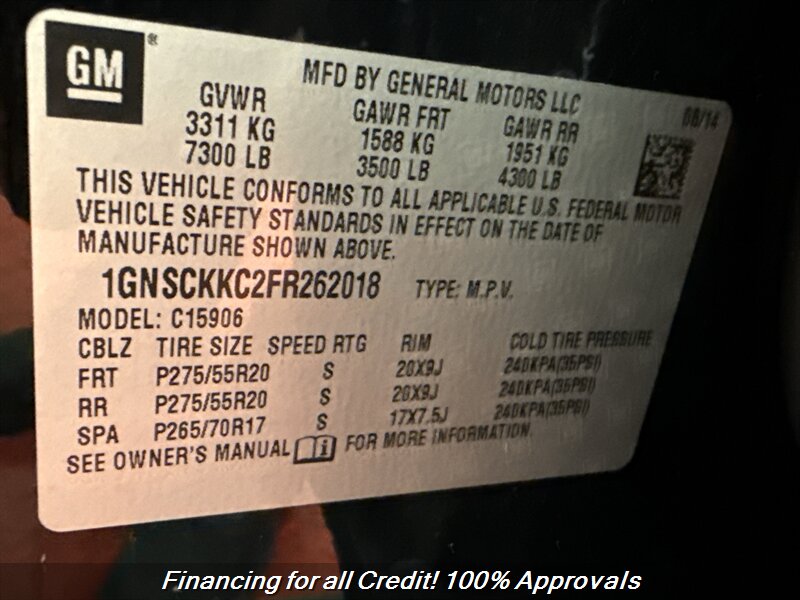 GM ®
MFD BY GENERAL MOTORS LLC
08/14
GVWR GAWR FRT GAWR RR
3311 KG 1588 KG 1951 KG
7300 LB 3500 LB 4300 LB
THIS VEHICLE CONFORMS TO ALL APPLICABLE U.S. FEDERAL MOTOR
VEHICLE SAFETY STANDARDS IN EFFECT ON THE DATE OF
MANUFACTURE SHOWN ABOVE.
1GNSCKKC2FR262018 TYPE: M.P.V.
MODEL: C15906
CBLZ TIRE SIZE SPEED RTG RIM COLD TIRE PRESSURE
FRT P275/55R20 S 20X9J 240KPA(35PSI)
RR P275/55R20 S 20X9J 240KPA(35PSI)
SPA P265/70R17 S 17X7.5J 240KPA(35PSI)
SEE OWNER'S MANUAL i FOR MORE INFORMATION.
Financing for all Credit! 100% Approvals